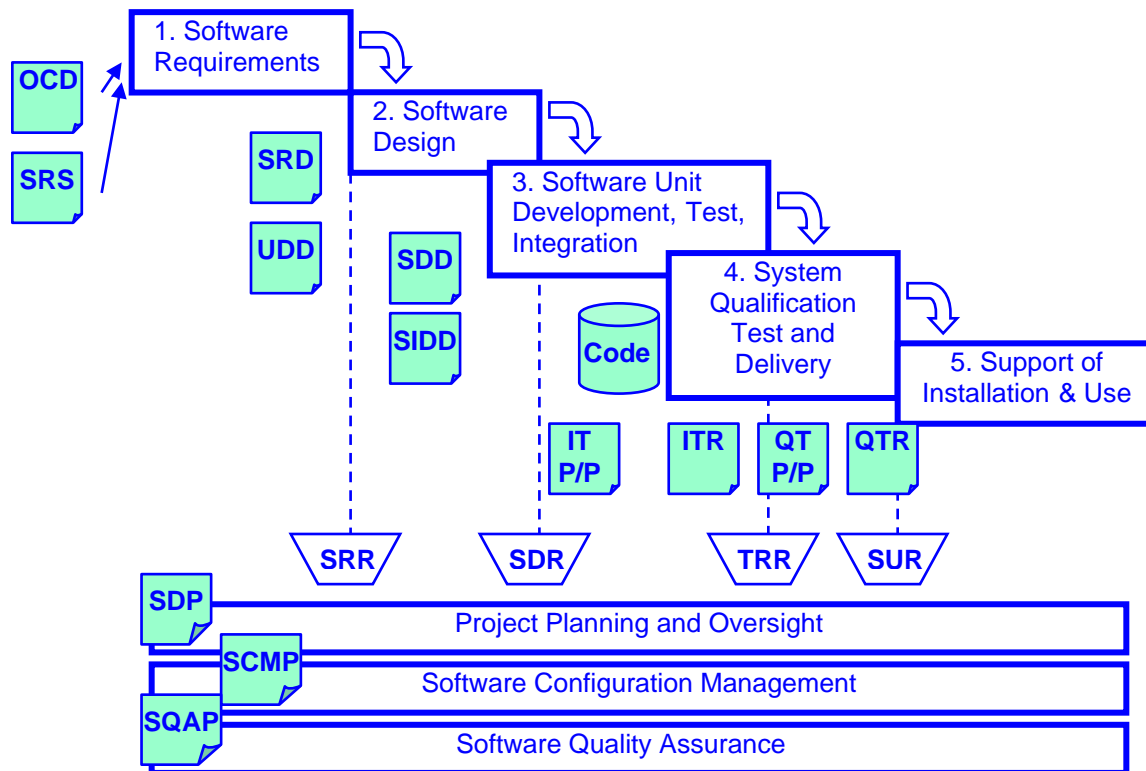 1. Software
Requirements
OCD
2. Software
Design
SRD
SRS
3. Software Unit
Development, Test,
Integration
UDD
SDD
4. System
Qualification
Test and
Delivery
SIDD
Code
5. Support of
Installation & Use
IT
P/P
ITR
QT
P/P
QTR
SRR
SDR
TRR
SUR
SDP
Project Planning and Oversight
SCMP
Software Configuration Management
SQAP
Software Quality Assurance